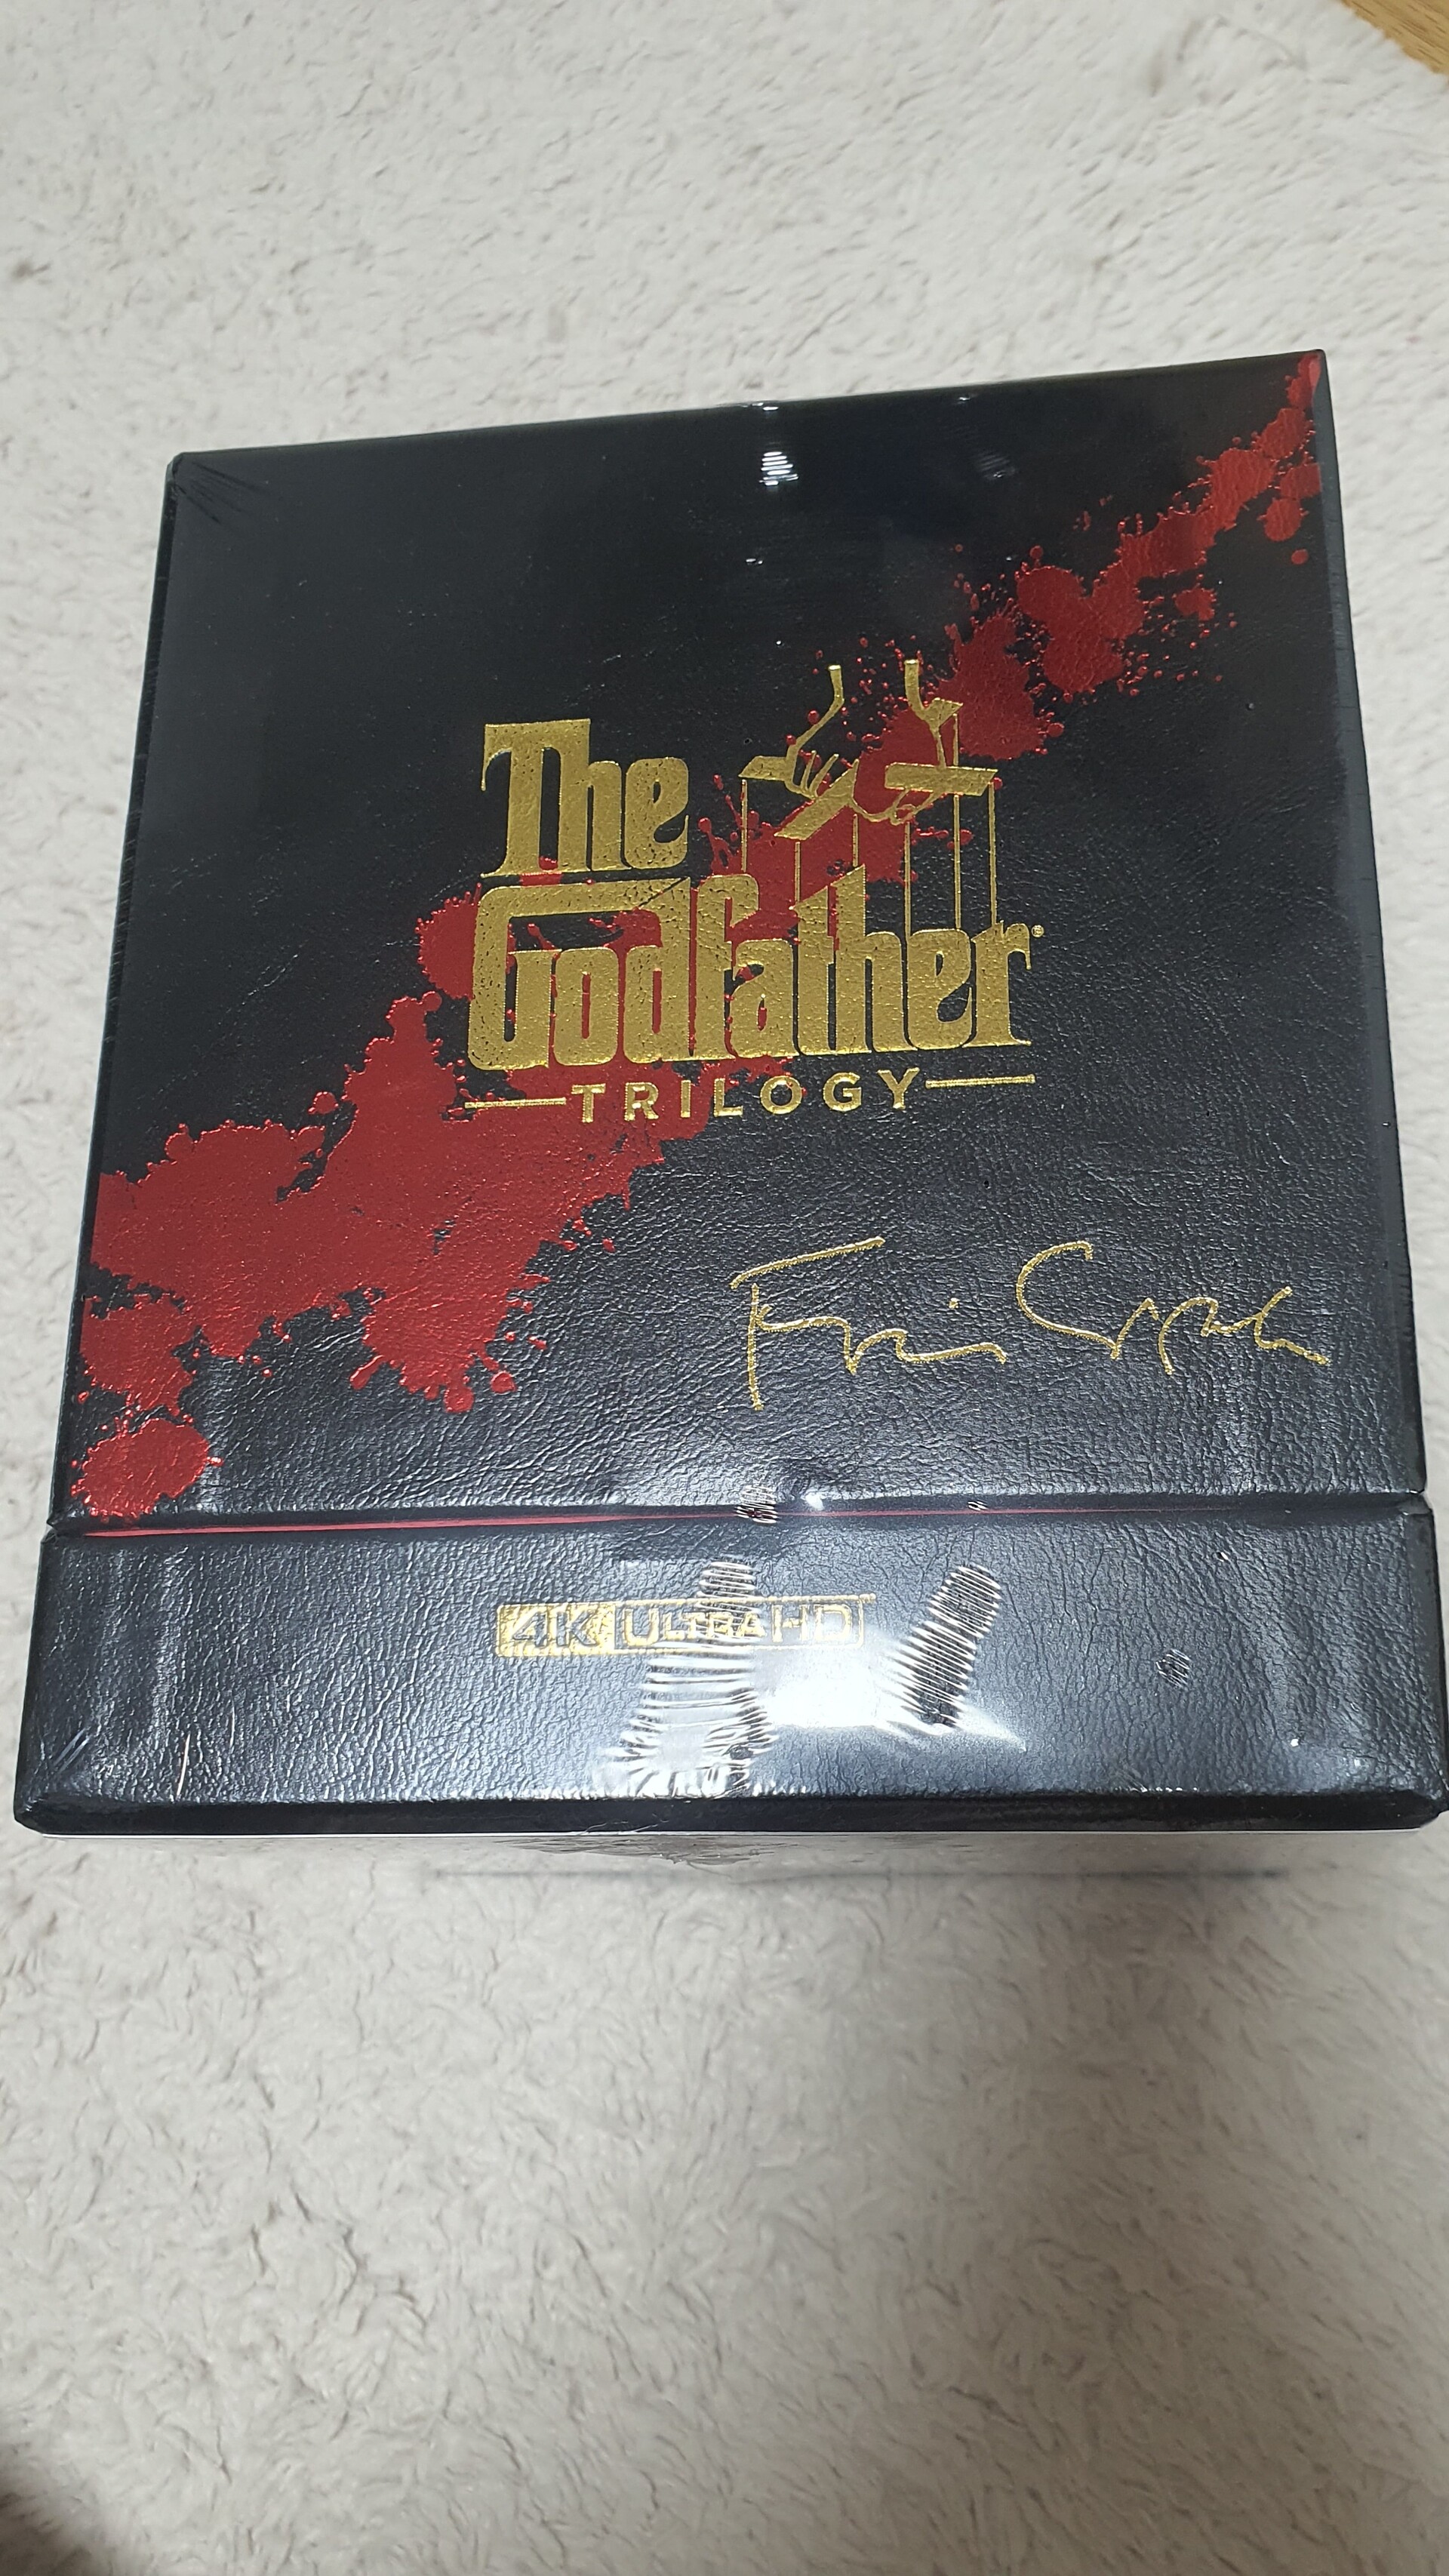 The
Godfather®
TRILOGY
4K ULTRA HD